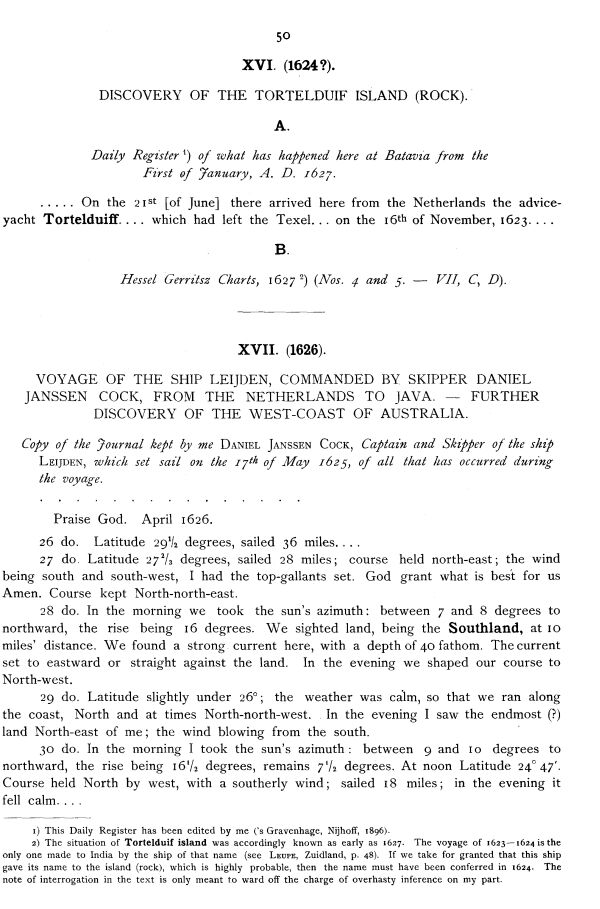 50
XVI. (1624?).
DISCOVERY OF THE TORTELDUIF ISLAND (ROCK).
A.
Daily Register ¹) of what has happened here at Batavia from the
First of January, A. D. 1627.
..... On the 21st [of June] there arrived here from the Netherlands the advice-
yacht Tortelduiff.... which had left the Texel... on the 16th of November, 1623....
B.
Hessel Gerritsz Charts, 1627 ²) (Nos. 4 and 5. — VII, C, D).
XVII. (1626).
VOYAGE OF THE SHIP LEIJDEN, COMMANDED BY SKIPPER DANIEL
JANSSEN COCK, FROM THE NETHERLANDS TO JAVA. — FURTHER
DISCOVERY OF THE WEST-COAST OF AUSTRALIA.
Copy of the Journal kept by me DANIEL JANSSEN COCK, Captain and Skipper of the ship
LEIJDEN, which set sail on the 17th of May 1625, of all that has occurred during
the voyage.
. . . . . . . . . . . . . . .
Praise God. April 1626.
26 do. Latitude 29½ degrees, sailed 36 miles....
27 do. Latitude 27²/₃ degrees, sailed 28 miles; course held north-east; the wind
being south and south-west, I had the top-gallants set. God grant what is best for us
Amen. Course kept North-north-east.
28 do. In the morning we took the sun's azimuth: between 7 and 8 degrees to
northward, the rise being 16 degrees. We sighted land, being the Southland, at 10
miles' distance. We found a strong current here, with a depth of 40 fathom. The current
set to eastward or straight against the land. In the evening we shaped our course to
North-west.
29 do. Latitude slightly under 26°; the weather was calm, so that we ran along
the coast, North and at times North-north-west. In the evening I saw the endmost (?)
land North-east of me; the wind blowing from the south.
30 do. In the morning I took the sun's azimuth: between 9 and 10 degrees to
northward, the rise being 16½ degrees, remains 7½ degrees. At noon Latitude 24° 47'.
Course held North by west, with a southerly wind; sailed 18 miles; in the evening it
fell calm....
1) This Daily Register has been edited by me ('s Gravenhage, Nijhoff, 1896).
2) The situation of Tortelduif island was accordingly known as early as 1627. The voyage of 1623—1624 is the
only one made to India by the ship of that name (see LEUPE, Zuidland, p. 48). If we take for granted that this ship
gave its name to the island (rock), which is highly probable, then the name must have been conferred in 1624. The
note of interrogation in the text is only meant to ward off the charge of overhasty inference on my part.